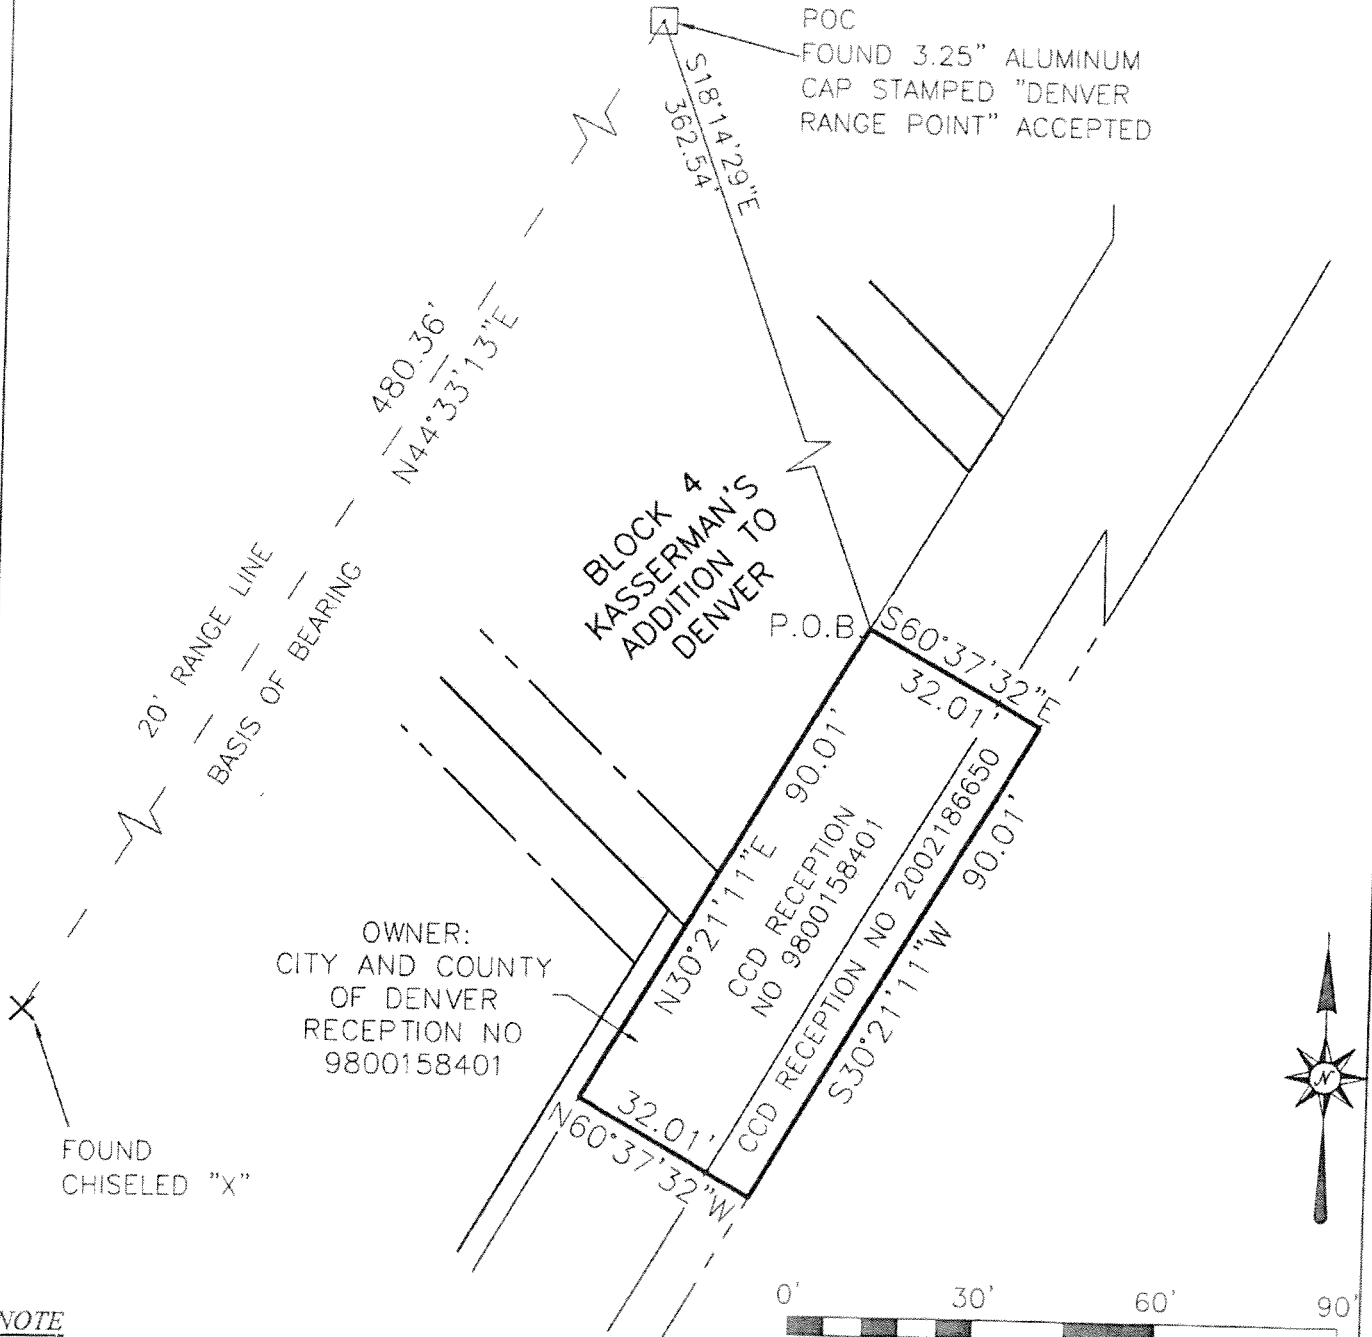 POC
FOUND 3.25" ALUMINUM
CAP STAMPED "DENVER
RANGE POINT" ACCEPTED
S18°14'29"E
362.54'
480.36'
N44°33'13"E
20' RANGE LINE
BASIS OF BEARING
BLOCK 4
KASSERMAN'S
ADDITION TO
DENVER
P.O.B.
S60°37'32"E
32.01'
N30°21'11"E 90.01'
CCD RECEPTION
NO 9800158401
CCD RECEPTION NO 2002186650
S30°21'11"W 90.01'
OWNER:
CITY AND COUNTY
OF DENVER
RECEPTION NO
9800158401
32.01'
N60°37'32"W
FOUND
CHISELED "X"
N
0' 30' 60' 90'
NOTE